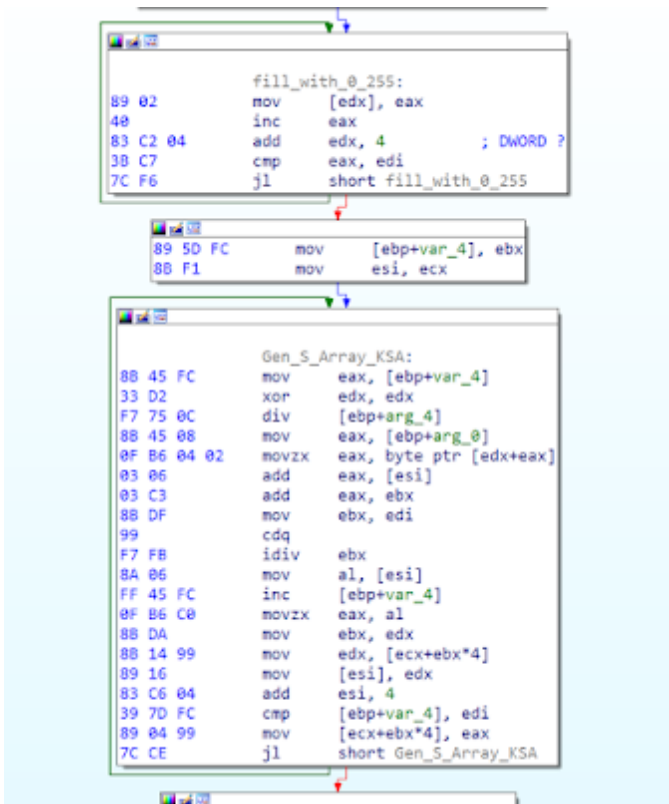 fill_with_0_255:
89 02 mov [edx], eax
40 inc eax
83 C2 04 add edx, 4 ; DWORD ?
3B C7 cmp eax, edi
7C F6 jl short fill_with_0_255
89 5D FC mov [ebp+var_4], ebx
8B F1 mov esi, ecx
Gen_S_Array_KSA:
8B 45 FC mov eax, [ebp+var_4]
33 D2 xor edx, edx
F7 75 0C div [ebp+arg_4]
8B 45 08 mov eax, [ebp+arg_0]
0F B6 04 02 movzx eax, byte ptr [edx+eax]
03 06 add eax, [esi]
03 C3 add eax, ebx
8B DF mov ebx, edi
99 cdq
F7 FB idiv ebx
8A 06 mov al, [esi]
FF 45 FC inc [ebp+var_4]
0F B6 C0 movzx eax, al
8B DA mov ebx, edx
8B 14 99 mov edx, [ecx+ebx*4]
89 16 mov [esi], edx
83 C6 04 add esi, 4
39 7D FC cmp [ebp+var_4], edi
89 04 99 mov [ecx+ebx*4], eax
7C CE jl short Gen_S_Array_KSA